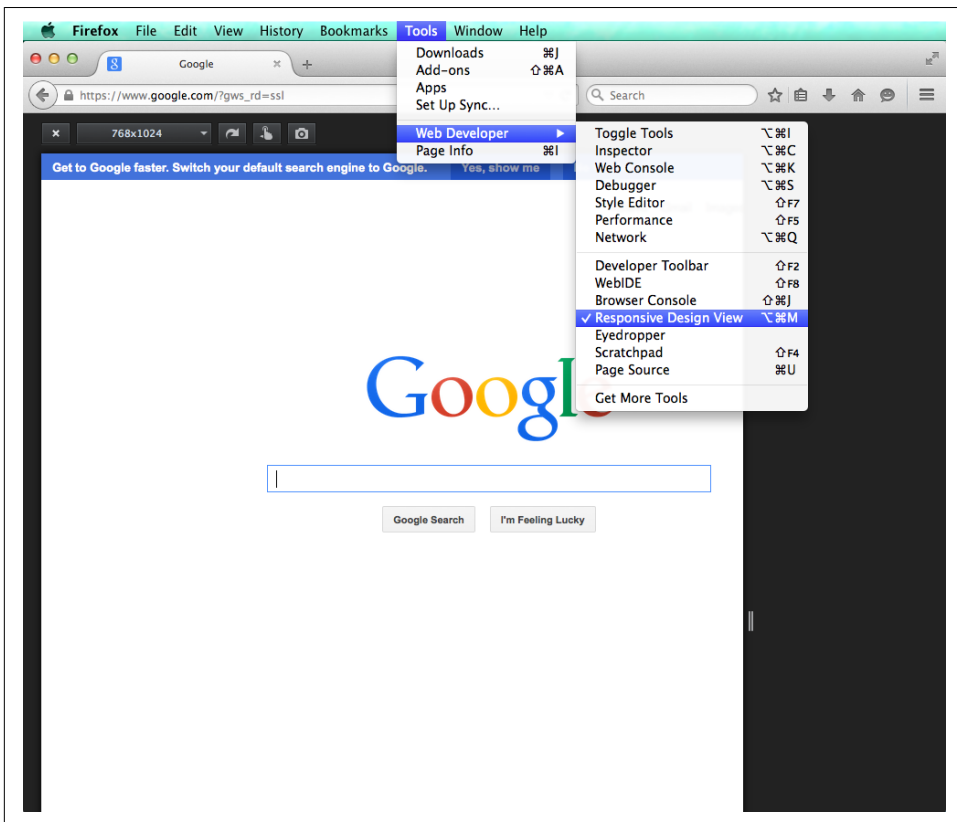 Firefox File Edit View History Bookmarks Tools Window Help
Downloads ⌘J
Add-ons ⇧⌘A
Apps
Set Up Sync...
Web Developer ▶
Page Info ⌘I
8 Google × +
https://www.google.com/?gws_rd=ssl
Search
× 768x1024
Get to Google faster. Switch your default search engine to Google. Yes, show me
Toggle Tools ⌥⌘I
Inspector ⌥⌘C
Web Console ⌥⌘K
Debugger ⌥⌘S
Style Editor ⇧F7
Performance ⇧F5
Network ⌥⌘Q
Developer Toolbar ⇧F2
WebIDE ⇧F8
Browser Console ⇧⌘J
✓ Responsive Design View ⌥⌘M
Eyedropper
Scratchpad ⇧F4
Page Source ⌘U
Get More Tools
Google
Google Search I'm Feeling Lucky